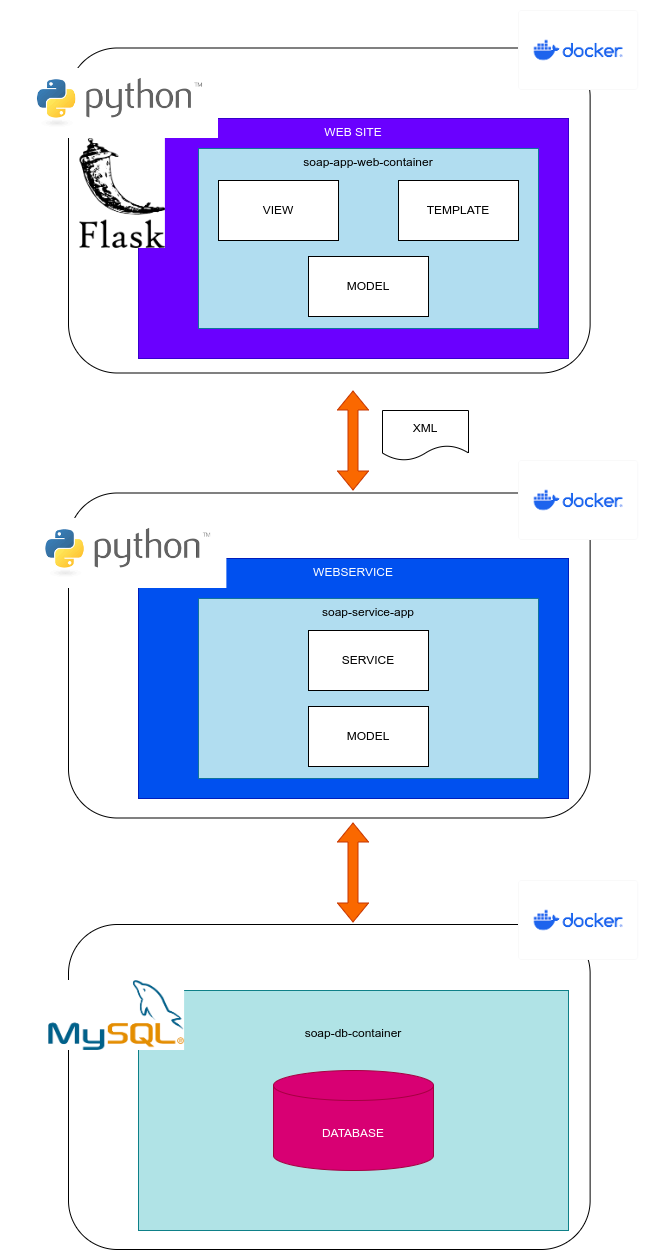 docker
python™
WEB SITE
soap-app-web-container
VIEW
TEMPLATE
Flask
MODEL
XML
docker
python™
WEBSERVICE
soap-service-app
SERVICE
MODEL
docker
MySQL®
soap-db-container
DATABASE